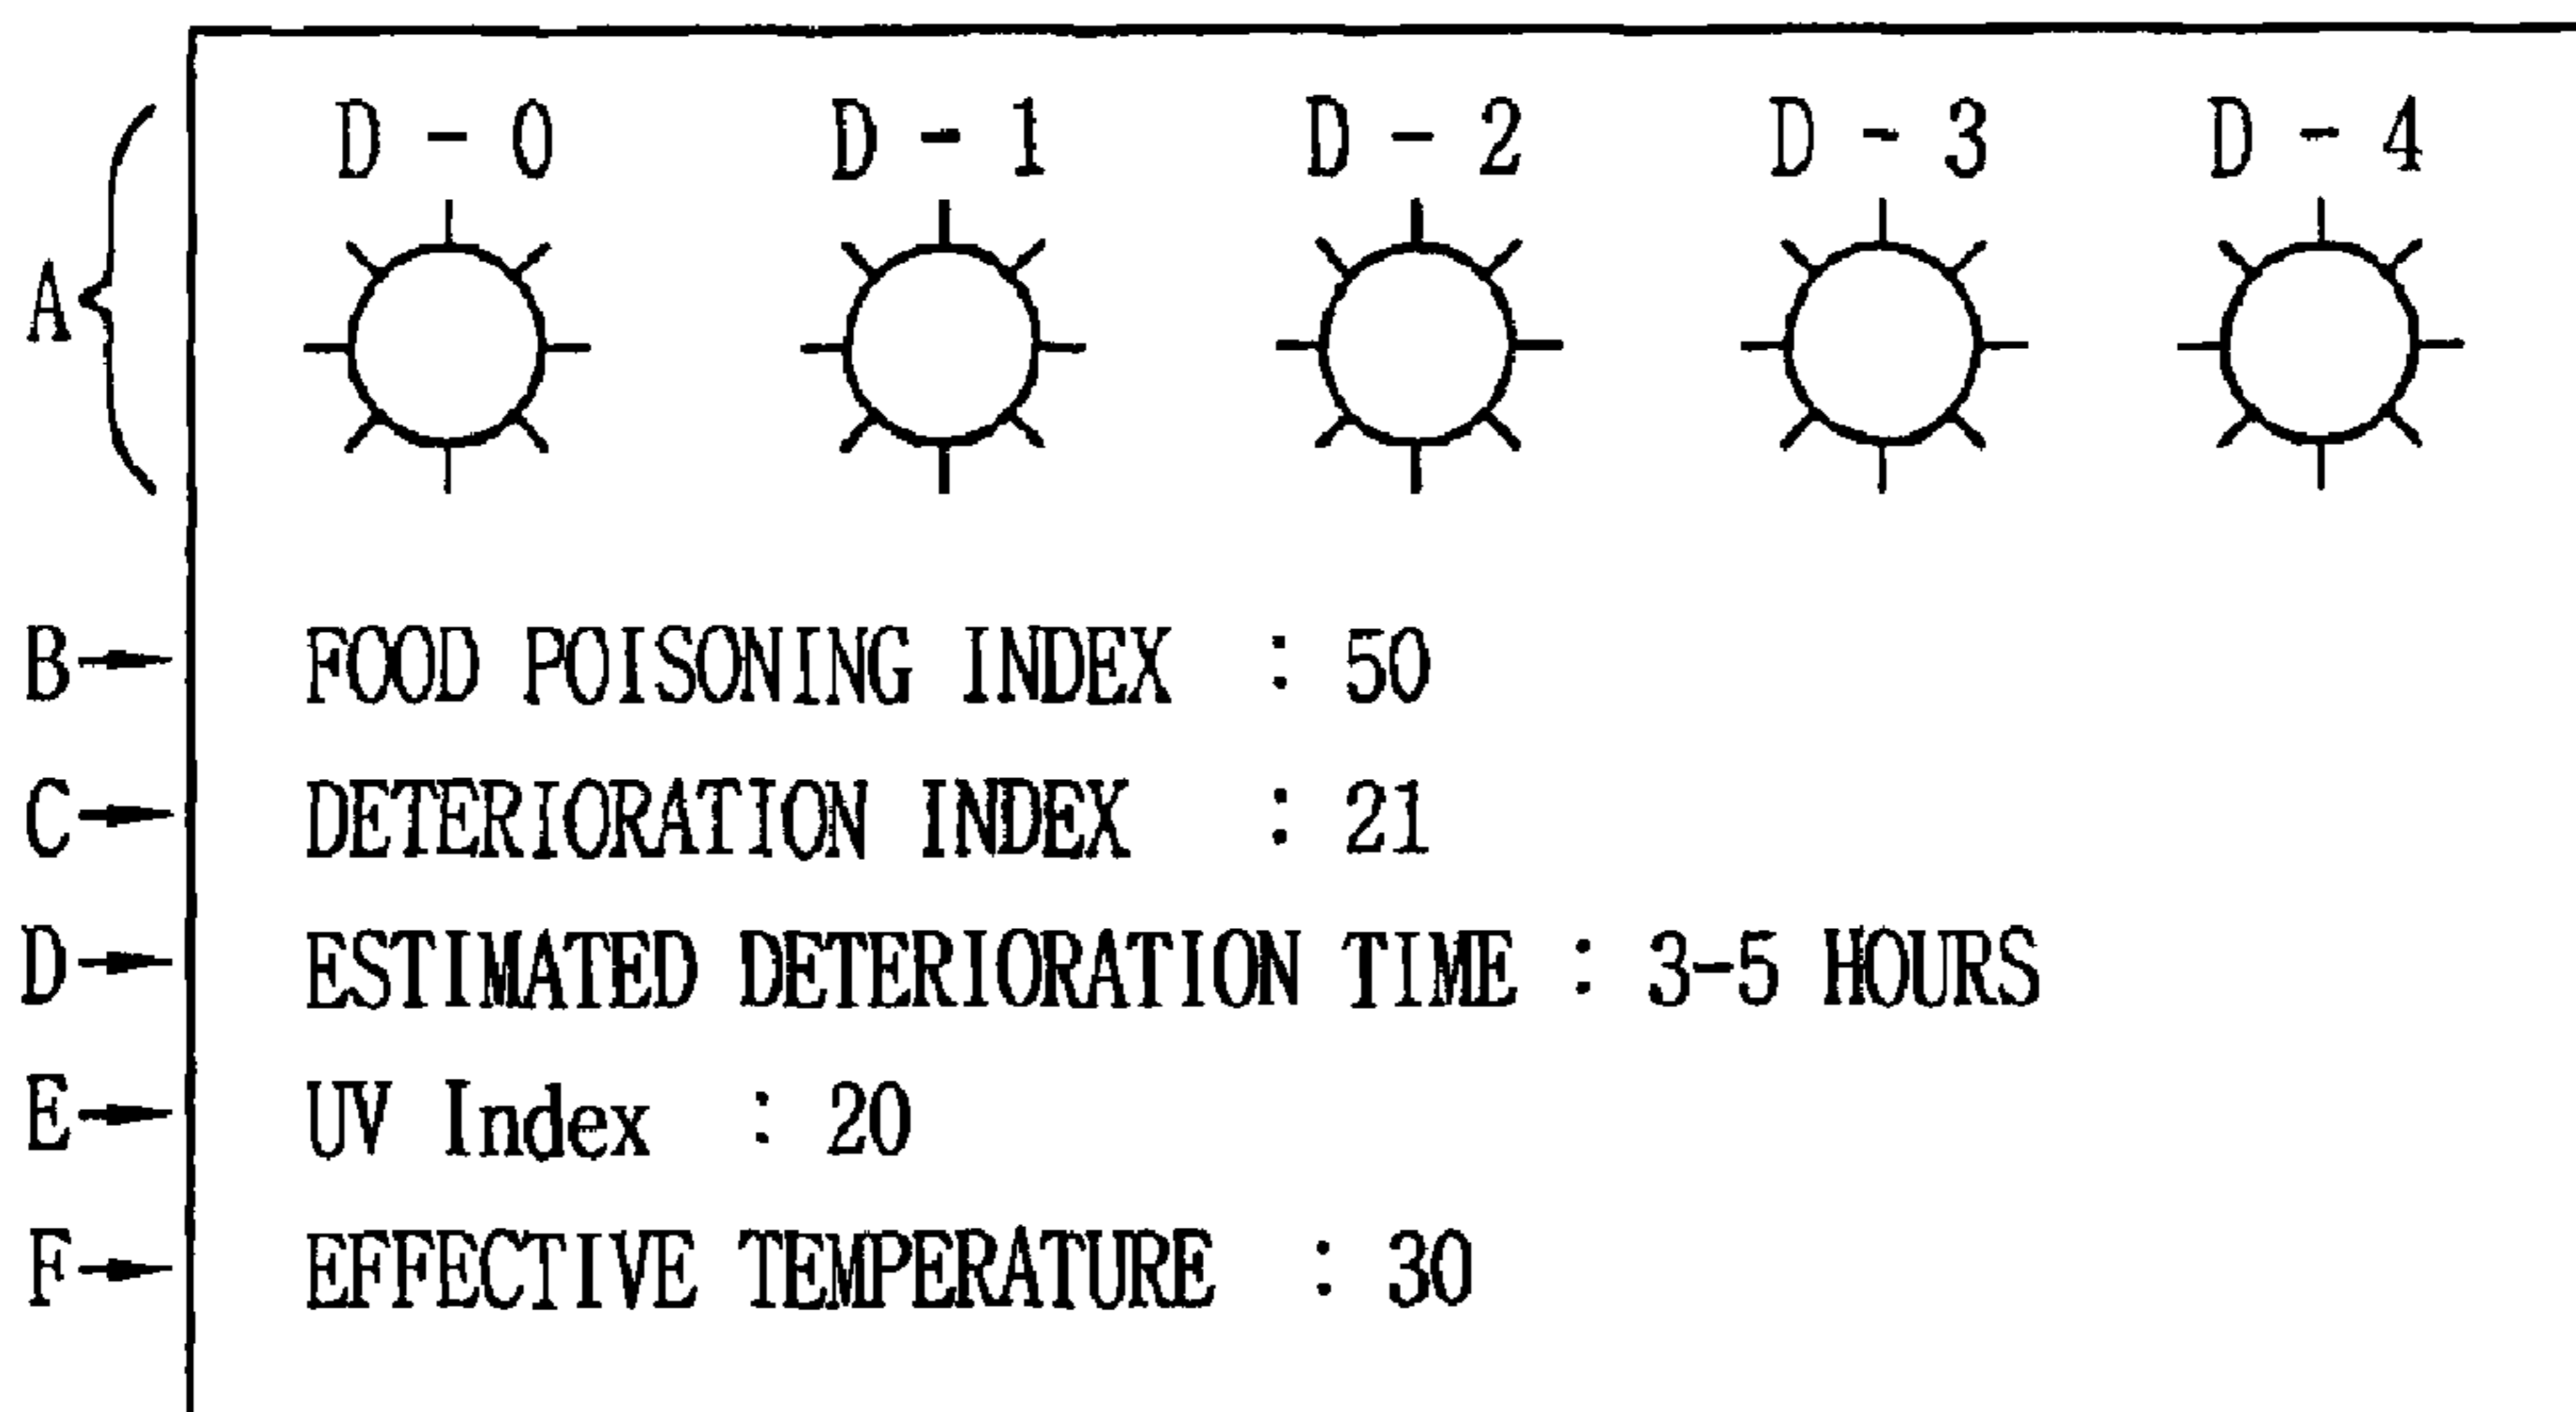 D - 0 D - 1 D - 2 D - 3 D - 4
A
B FOOD POISONING INDEX : 50
C DETERIORATION INDEX : 21
D ESTIMATED DETERIORATION TIME : 3-5 HOURS
E UV Index : 20
F EFFECTIVE TEMPERATURE : 30